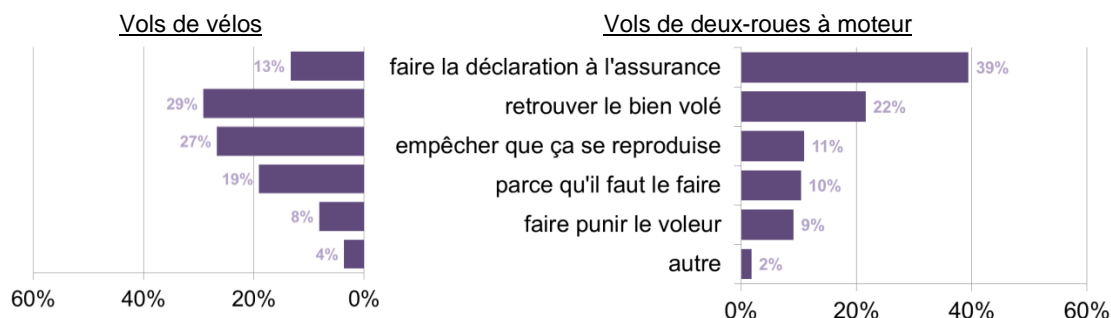 Vols de vélos
Vols de deux-roues à moteur
13% faire la déclaration à l'assurance 39%
29% retrouver le bien volé 22%
27% empêcher que ça se reproduise 11%
19% parce qu'il faut le faire 10%
8% faire punir le voleur 9%
4% autre 2%
60% 40% 20% 0%
0% 20% 40% 60%